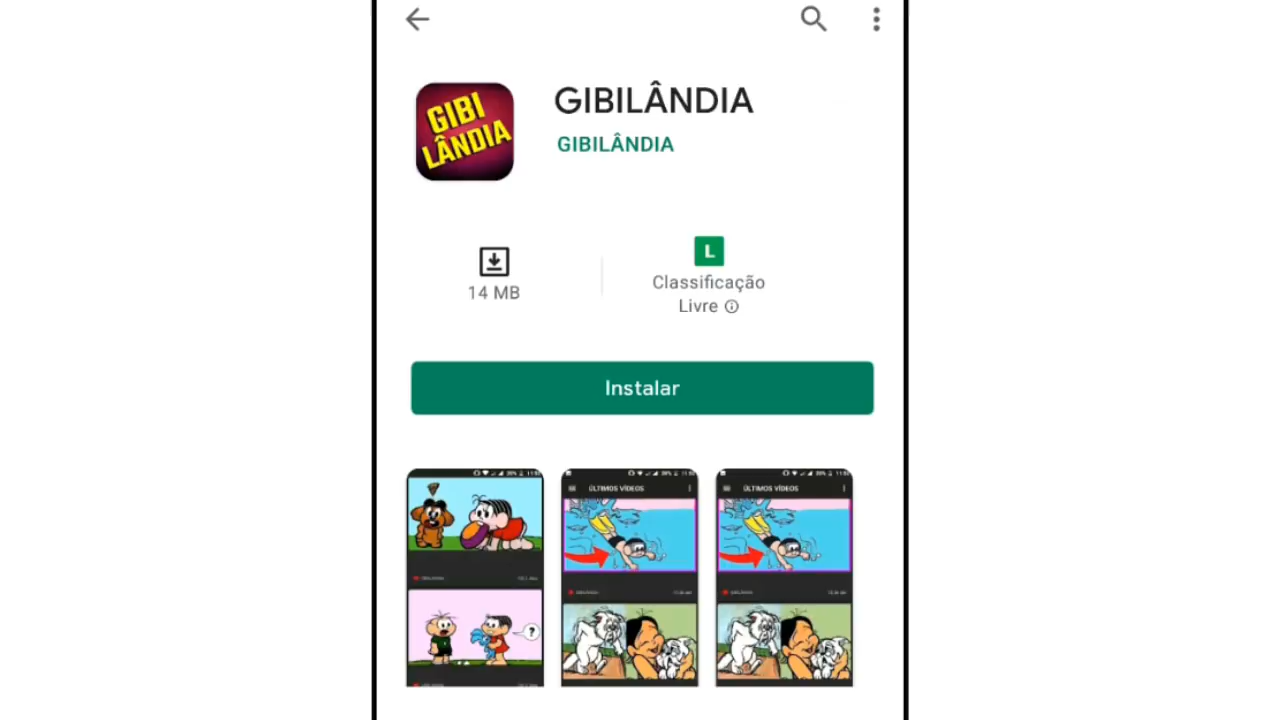 GIBI
LÂNDIA
GIBILÂNDIA
GIBILÂNDIA
L
14 MB
Classificação
Livre
Instalar
ÚLTIMOS VÍDEOS
ÚLTIMOS VÍDEOS
?